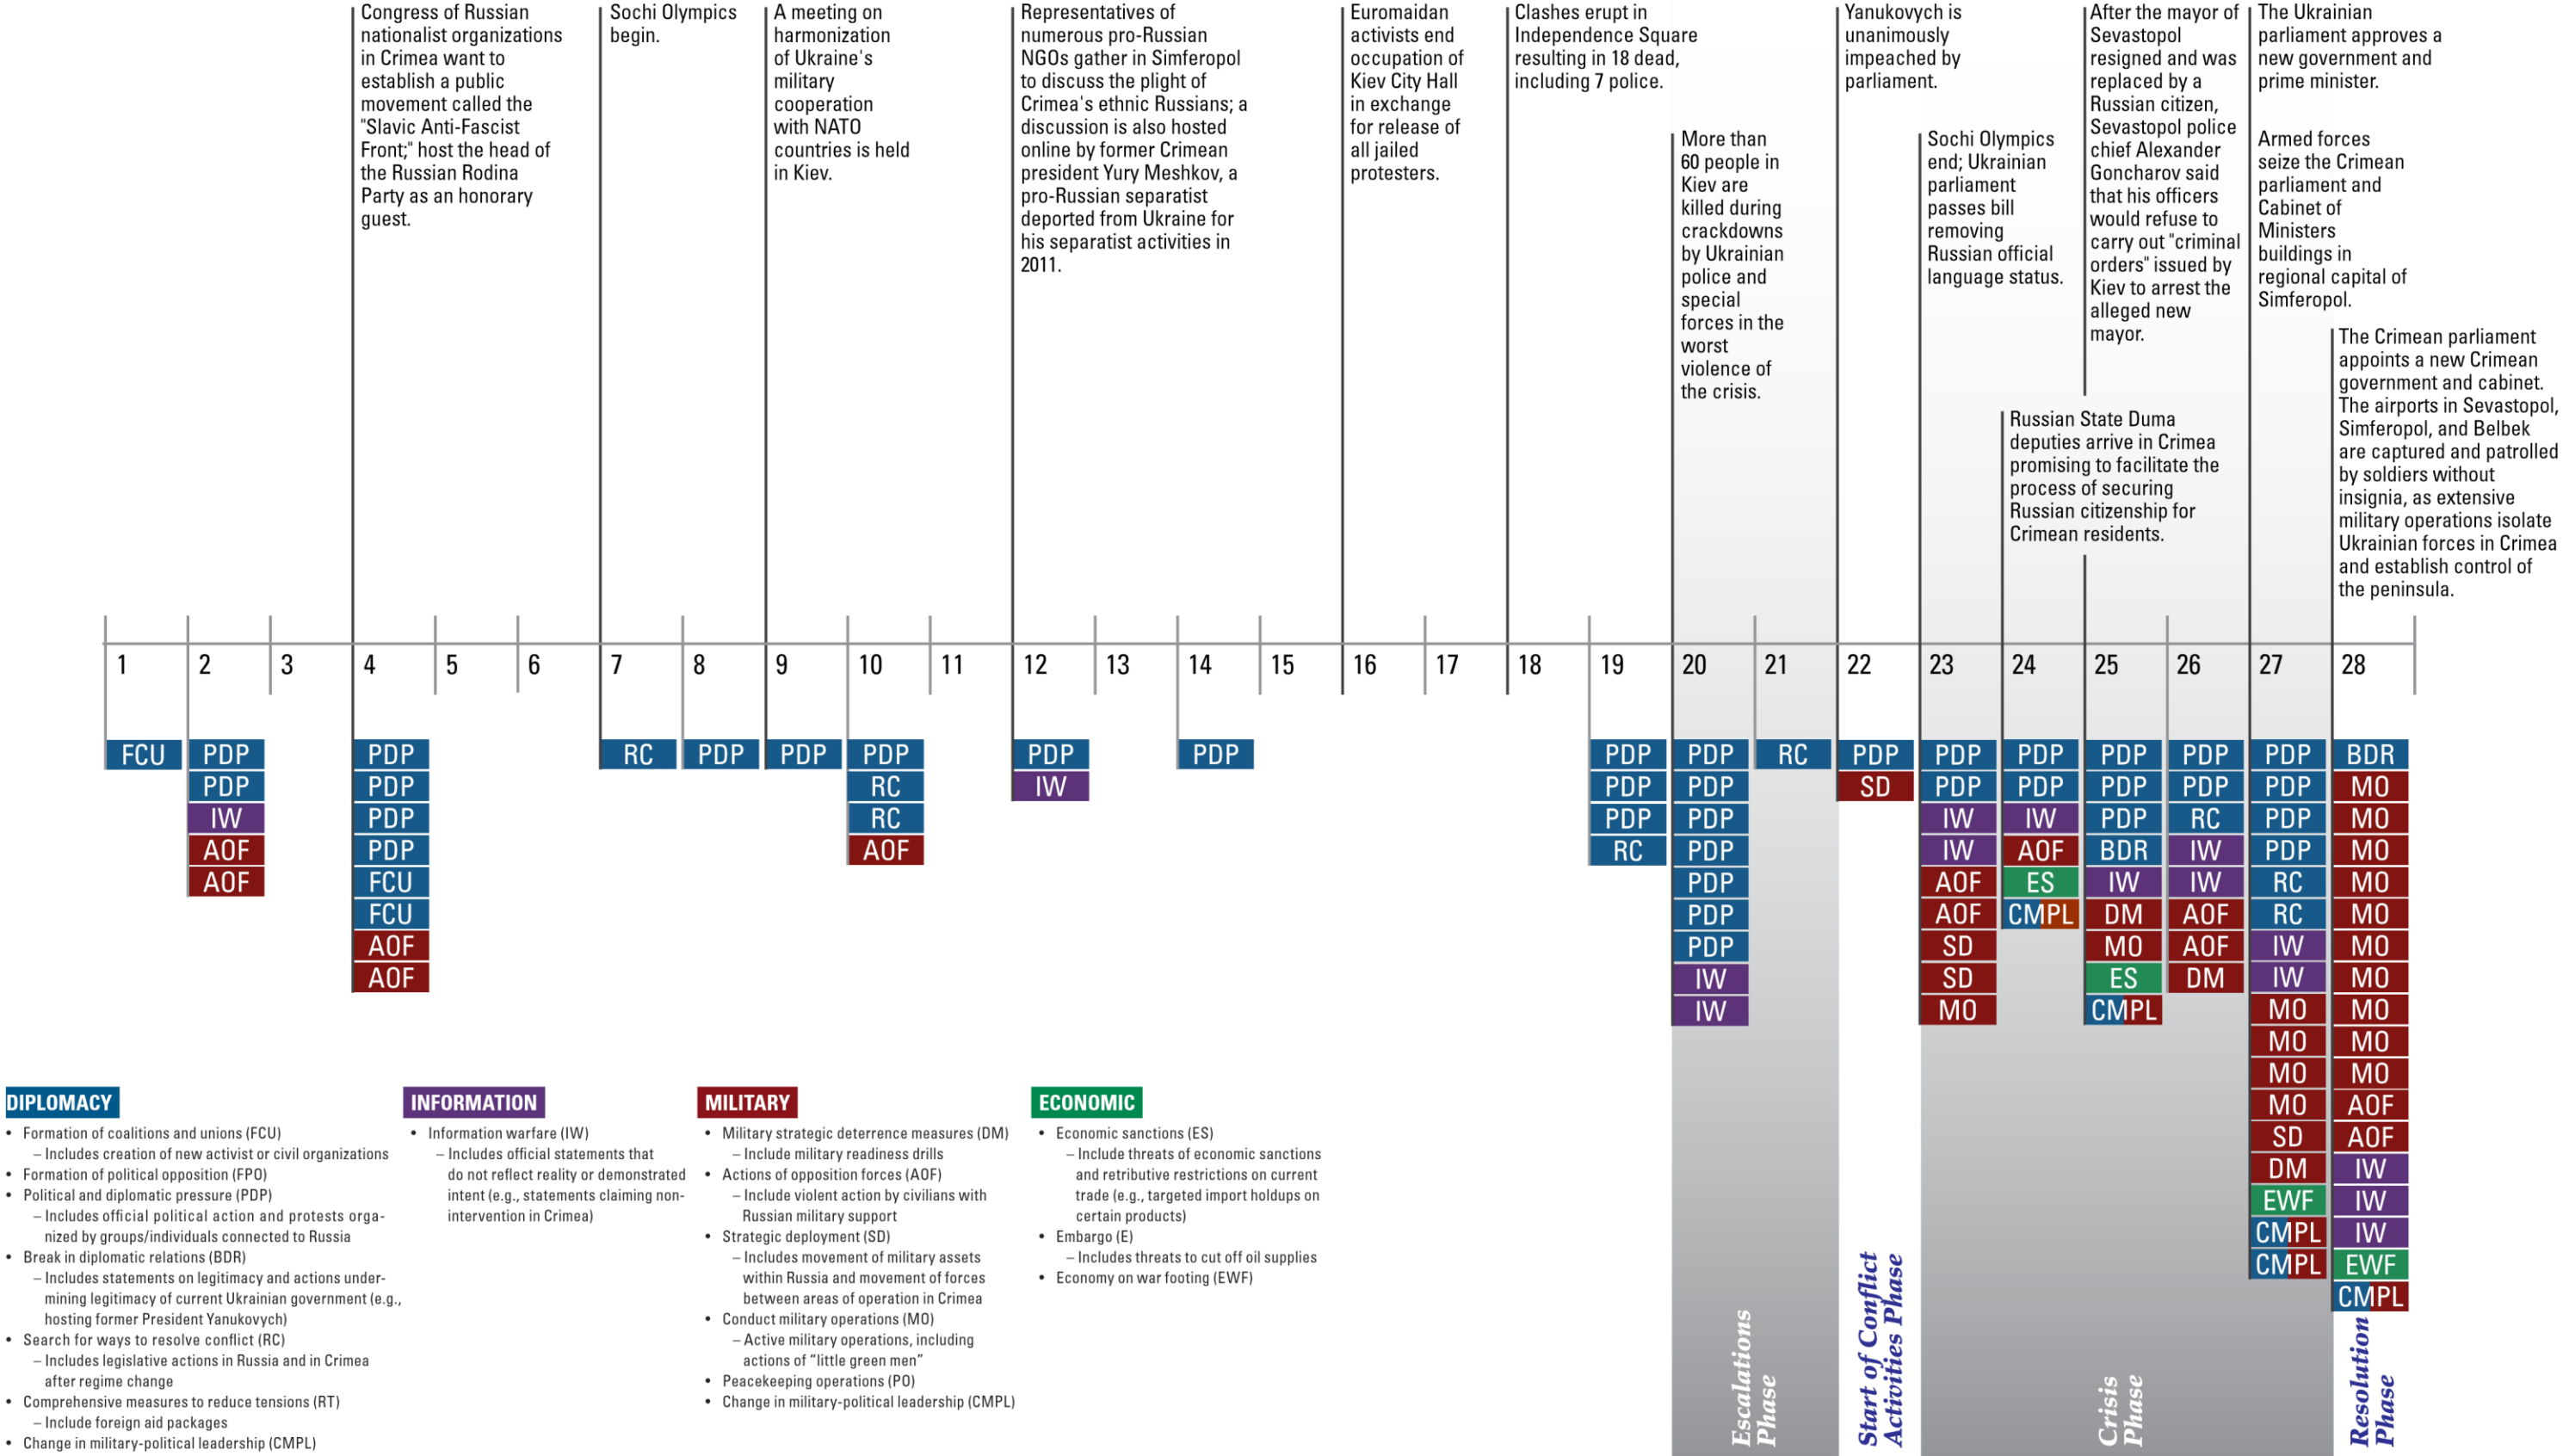 Congress of Russian
nationalist organizations
in Crimea want to
establish a public
movement called the
"Slavic Anti-Fascist
Front;" host the head of
the Russian Rodina
Party as an honorary
guest.
Sochi Olympics
begin.
A meeting on
harmonization
of Ukraine's
military
cooperation
with NATO
countries is held
in Kiev.
Representatives of
numerous pro-Russian
NGOs gather in Simferopol
to discuss the plight of
Crimea's ethnic Russians; a
discussion is also hosted
online by former Crimean
president Yury Meshkov, a
pro-Russian separatist
deported from Ukraine for
his separatist activities in
2011.
Euromaidan
activists end
occupation of
Kiev City Hall
in exchange
for release of
all jailed
protesters.
Clashes erupt in
Independence Square
resulting in 18 dead,
including 7 police.
More than
60 people in
Kiev are
killed during
crackdowns
by Ukrainian
police and
special
forces in the
worst
violence of
the crisis.
Yanukovych is
unanimously
impeached by
parliament.
Sochi Olympics
end; Ukrainian
parliament
passes bill
removing
Russian official
language status.
Russian State Duma
deputies arrive in Crimea
promising to facilitate the
process of securing
Russian citizenship for
Crimean residents.
After the mayor of
Sevastopol
resigned and was
replaced by a
Russian citizen,
Sevastopol police
chief Alexander
Goncharov said
that his officers
would refuse to
carry out "criminal
orders" issued by
Kiev to arrest the
alleged new
mayor.
The Ukrainian
parliament approves a
new government and
prime minister.
Armed forces
seize the Crimean
parliament and
Cabinet of
Ministers
buildings in
regional capital of
Simferopol.
The Crimean parliament
appoints a new Crimean
government and cabinet.
The airports in Sevastopol,
Simferopol, and Belbek
are captured and patrolled
by soldiers without
insignia, as extensive
military operations isolate
Ukrainian forces in Crimea
and establish control of
the peninsula.
1 2 3 4 5 6 7 8 9 10 11 12 13 14 15 16 17 18 19 20 21 22 23 24 25 26 27 28
FCU PDP PDP RC PDP PDP PDP PDP PDP PDP PDP RC PDP PDP PDP PDP PDP PDP BDR
PDP PDP RC IW PDP PDP SD PDP PDP PDP PDP PDP MO
IW PDP RC PDP PDP IW IW PDP RC PDP MO
AOF PDP AOF RC PDP IW AOF BDR IW PDP MO
AOF FCU PDP AOF ES IW IW RC MO
FCU PDP AOF CMPL DM AOF RC MO
AOF PDP SD MO AOF IW MO
AOF IW SD ES DM IW MO
IW MO CMPL MO MO
MO MO
MO MO
MO AOF
SD AOF
DM IW
EWF IW
CMPL IW
CMPL EWF
CMPL
DIPLOMACY
• Formation of coalitions and unions (FCU)
– Includes creation of new activist or civil organizations
• Formation of political opposition (FPO)
• Political and diplomatic pressure (PDP)
– Includes official political action and protests orga-
nized by groups/individuals connected to Russia
• Break in diplomatic relations (BDR)
– Includes statements on legitimacy and actions under-
mining legitimacy of current Ukrainian government (e.g.,
hosting former President Yanukovych)
• Search for ways to resolve conflict (RC)
– Includes legislative actions in Russia and in Crimea
after regime change
• Comprehensive measures to reduce tensions (RT)
– Include foreign aid packages
• Change in military-political leadership (CMPL)
INFORMATION
• Information warfare (IW)
– Includes official statements that
do not reflect reality or demonstrated
intent (e.g., statements claiming non-
intervention in Crimea)
MILITARY
• Military strategic deterrence measures (DM)
– Include military readiness drills
• Actions of opposition forces (AOF)
– Include violent action by civilians with
Russian military support
• Strategic deployment (SD)
– Includes movement of military assets
within Russia and movement of forces
between areas of operation in Crimea
• Conduct military operations (MO)
– Active military operations, including
actions of “little green men”
• Peacekeeping operations (PO)
• Change in military-political leadership (CMPL)
ECONOMIC
• Economic sanctions (ES)
– Include threats of economic sanctions
and retributive restrictions on current
trade (e.g., targeted import holdups on
certain products)
• Embargo (E)
– Includes threats to cut off oil supplies
• Economy on war footing (EWF)
Escalations
Phase
Start of Conflict
Activities Phase
Crisis
Phase
Resolution
Phase